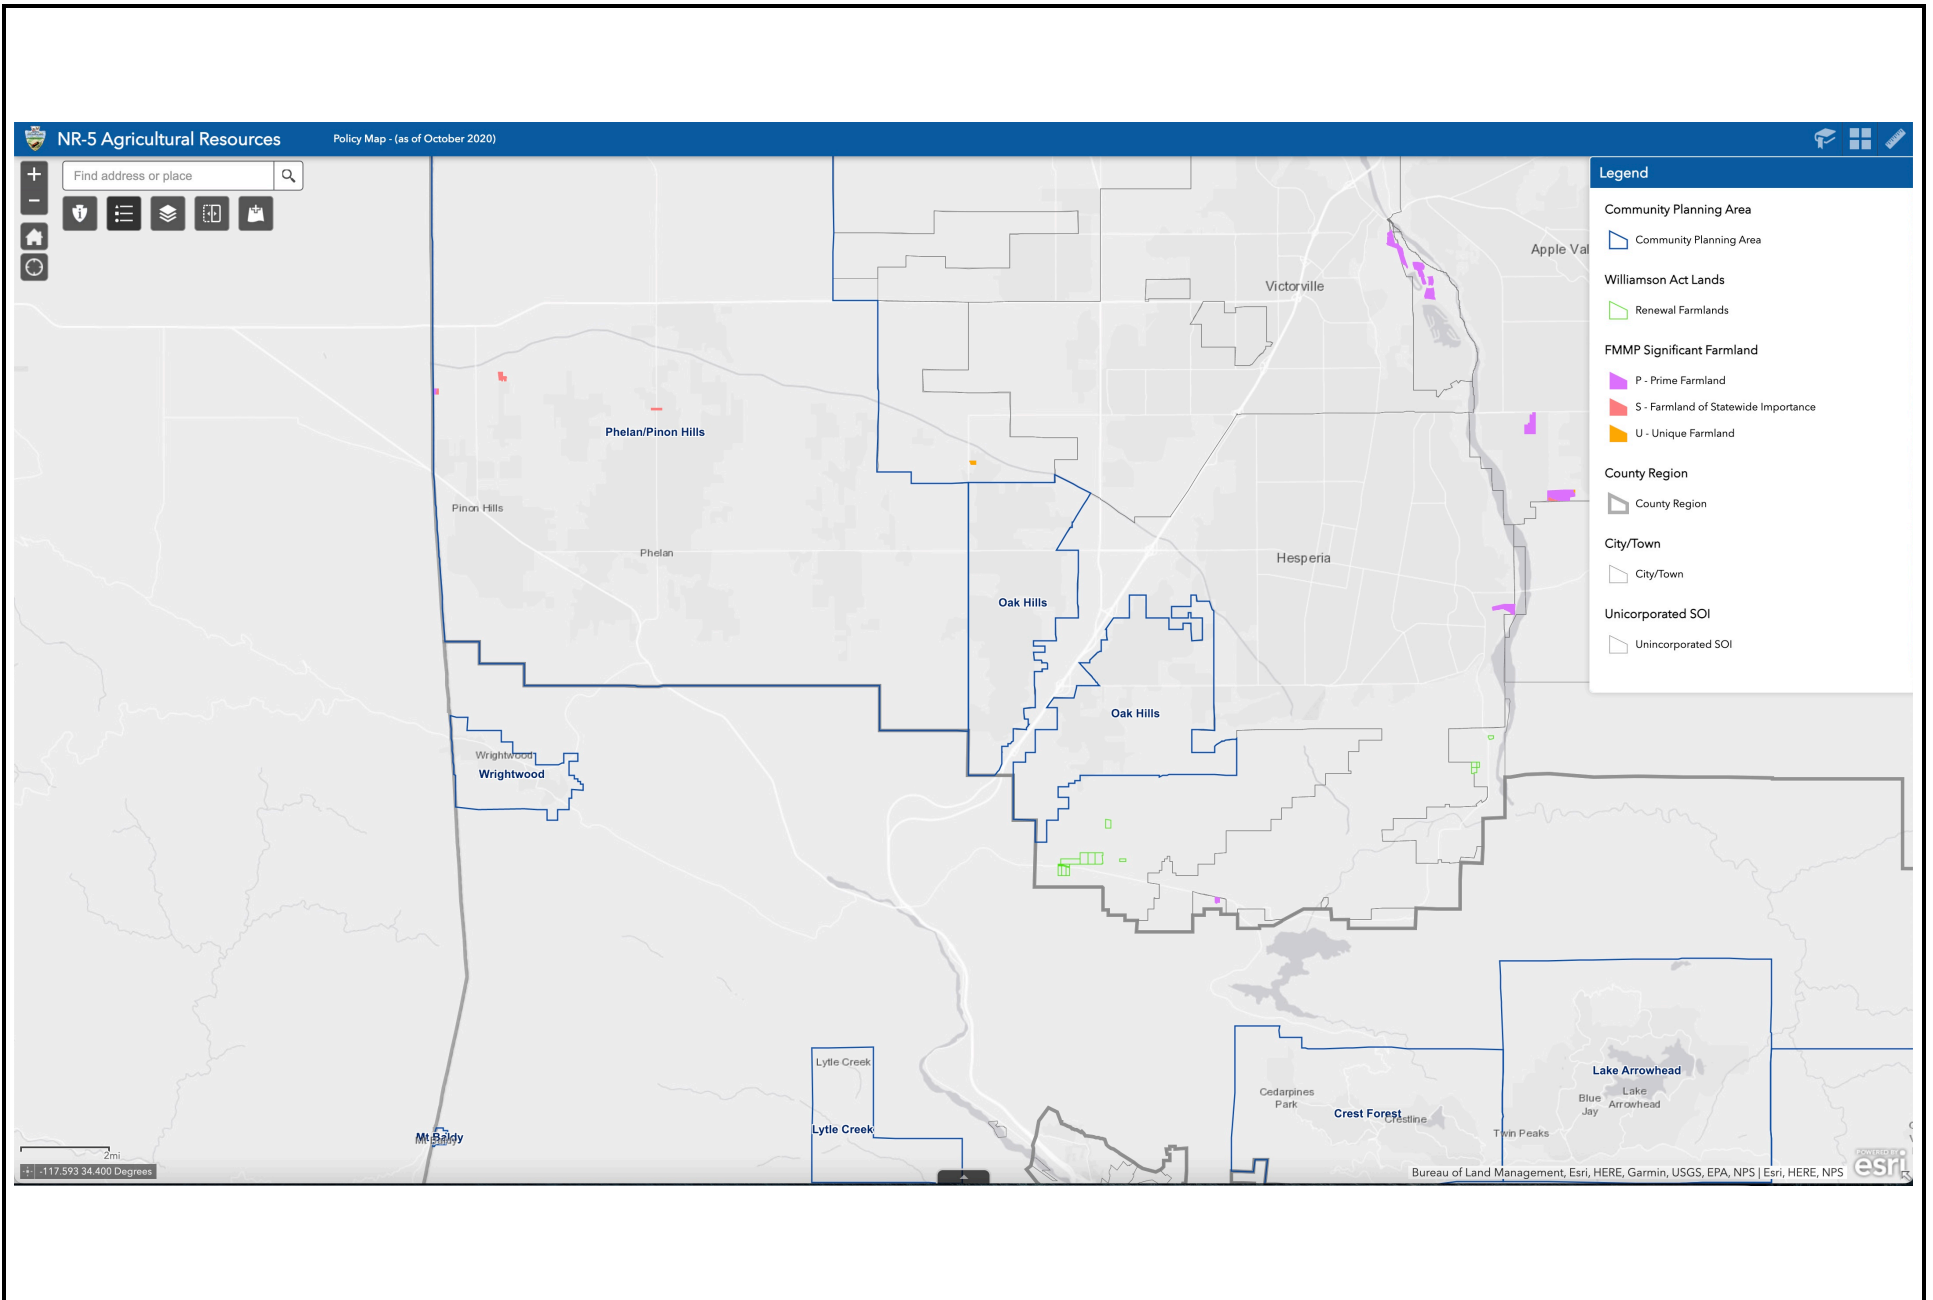 NR-5 Agricultural Resources
Policy Map - (as of October 2020)
Find address or place
Legend
Community Planning Area
Community Planning Area
Williamson Act Lands
Renewal Farmlands
FMMP Significant Farmland
P - Prime Farmland
S - Farmland of Statewide Importance
U - Unique Farmland
County Region
County Region
City/Town
City/Town
Unicorporated SOI
Unincorporated SOI
Apple Val
Victorville
Phelan/Pinon Hills
Pinon Hills
Phelan
Hesperia
Oak Hills
Oak Hills
Wrightwood
Wrightwood
Lytle Creek
Lytle Creek
Mt Baldy
Cedarpines
Park
Crest Forest
Crestline
Lake Arrowhead
Lake
Arrowhead
Blue
Jay
Twin Peaks
2mi
-117.593 34.400 Degrees
Bureau of Land Management, Esri, HERE, Garmin, USGS, EPA, NPS | Esri, HERE, NPS
POWERED BY
esri